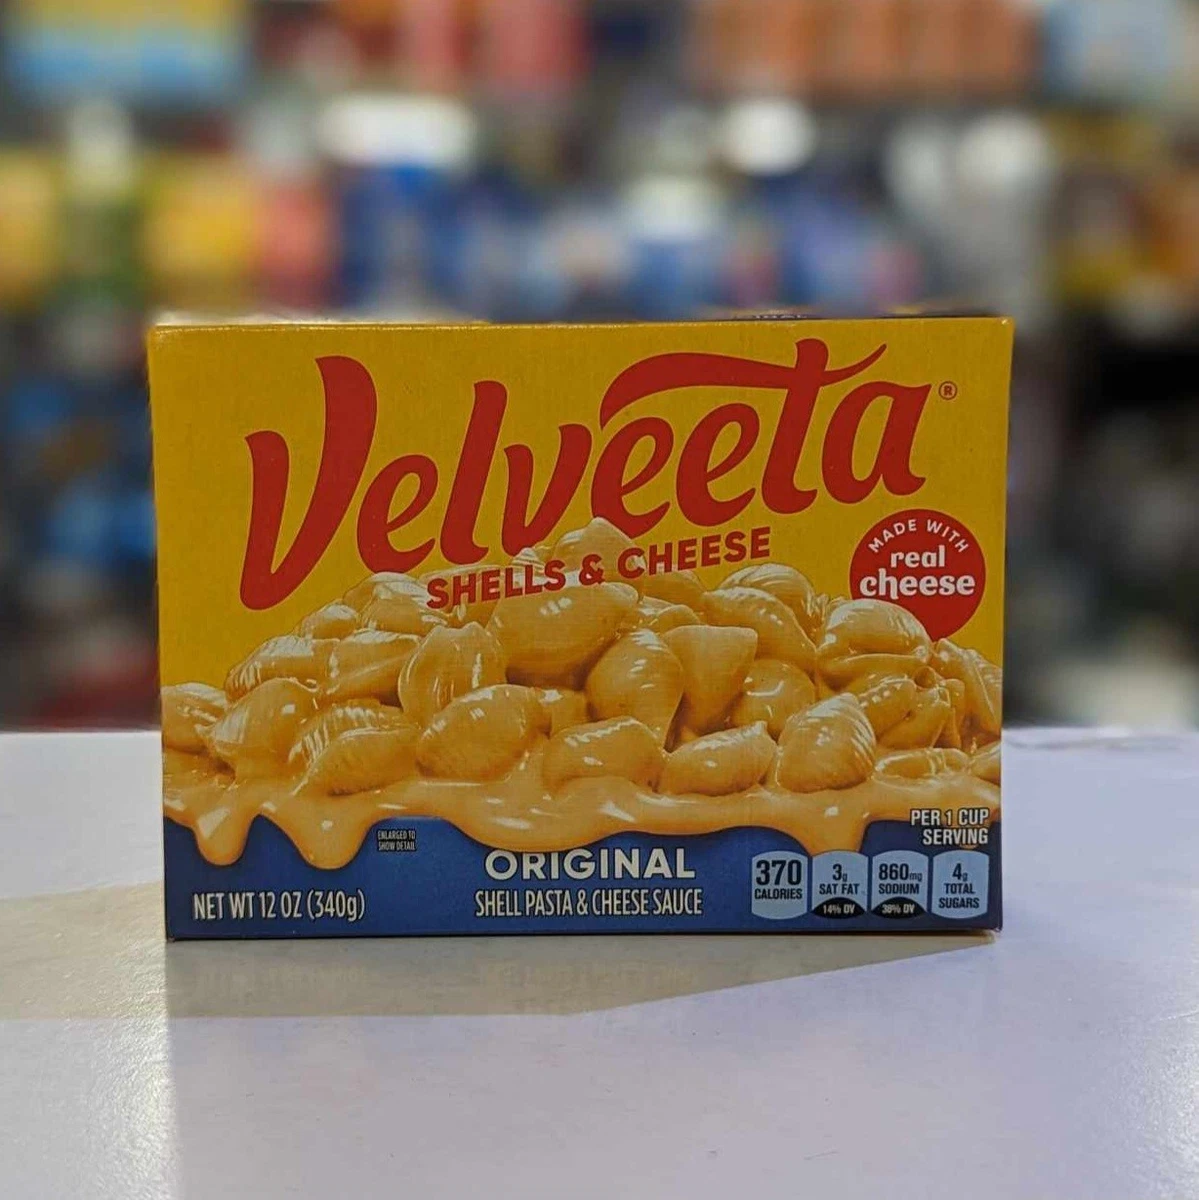 Velveeta®
SHELLS & CHEESE
MADE WITH
real
cheese
PER 1 CUP
SERVING
ENLARGED TO
SHOW DETAIL
ORIGINAL
SHELL PASTA & CHEESE SAUCE
NET WT 12 OZ (340g)
370
CALORIES
3g
SAT FAT
14% DV
860mg
SODIUM
38% DV
4g
TOTAL
SUGARS